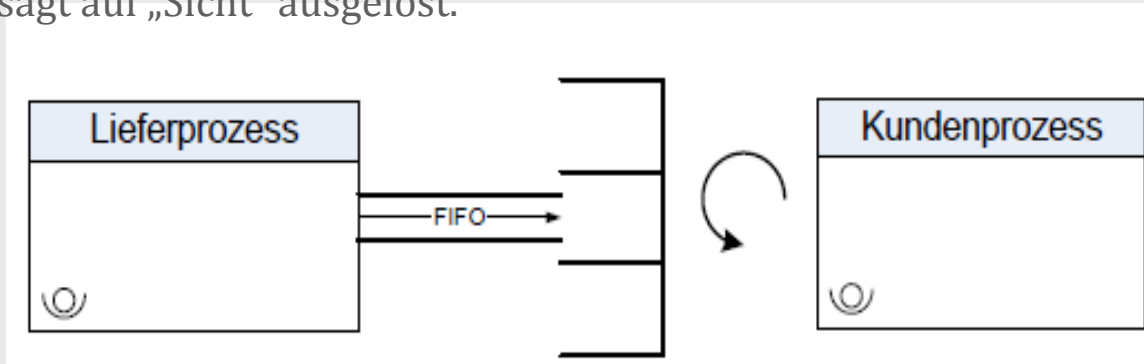 sagt auf „Sicht“ ausgelöst.
Lieferprozess
Kundenprozess
FIFO